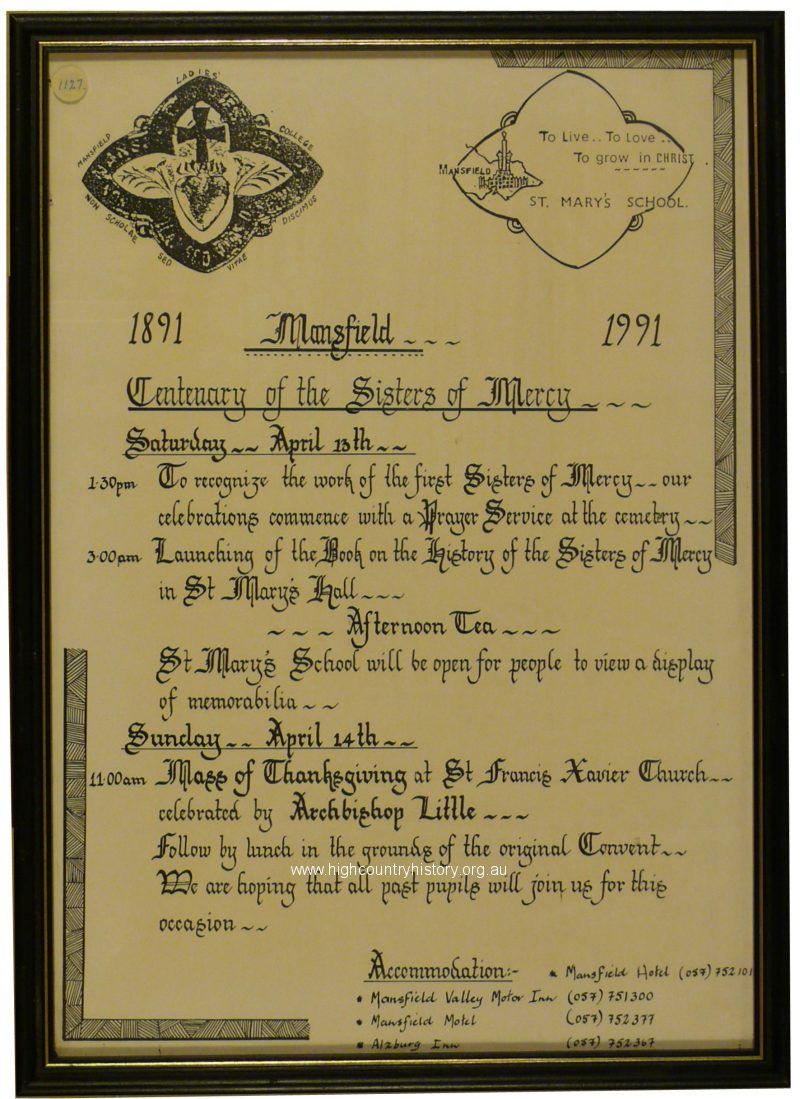 1127.
LADIES'
MANSFIELD
COLLEGE
NON SCHOLAE
SED
VITAE
DISCIMUS
To Live.. To Love..
To grow in CHRIST
MANSFIELD
ST. MARY'S SCHOOL.
1891 Mansfield ~ ~ ~ 1991
Centenary of the Sisters of Mercy ~ ~ ~
Saturday ~~ April 13th ~~
1·30pm To recognize the work of the first Sisters of Mercy ~~ our
celebrations commence with a Prayer Service at the cemetry ~~
3·00pm Launching of the Book on the History of the Sisters of Mercy
in St Mary's Hall ~~~
~ ~ ~ Afternoon Tea ~ ~ ~
St Mary's School will be open for people to view a display
of memorabilia ~~
Sunday ~~ April 14th ~~
11·00am Mass of Thanksgiving at St Francis Xavier Church ~~
celebrated by Archbishop Little ~~~
Follow by lunch in the grounds of the original Convent ~~
www.highcountryhistory.org.au
We are hoping that all past pupils will join us for this
occasion ~~
Accommodation:- * Mansfield Hotel (057) 752101
* Mansfield Valley Motor Inn (057) 751300
* Mansfield Motel (057) 752377
* Alzburg Inn (057) 752367